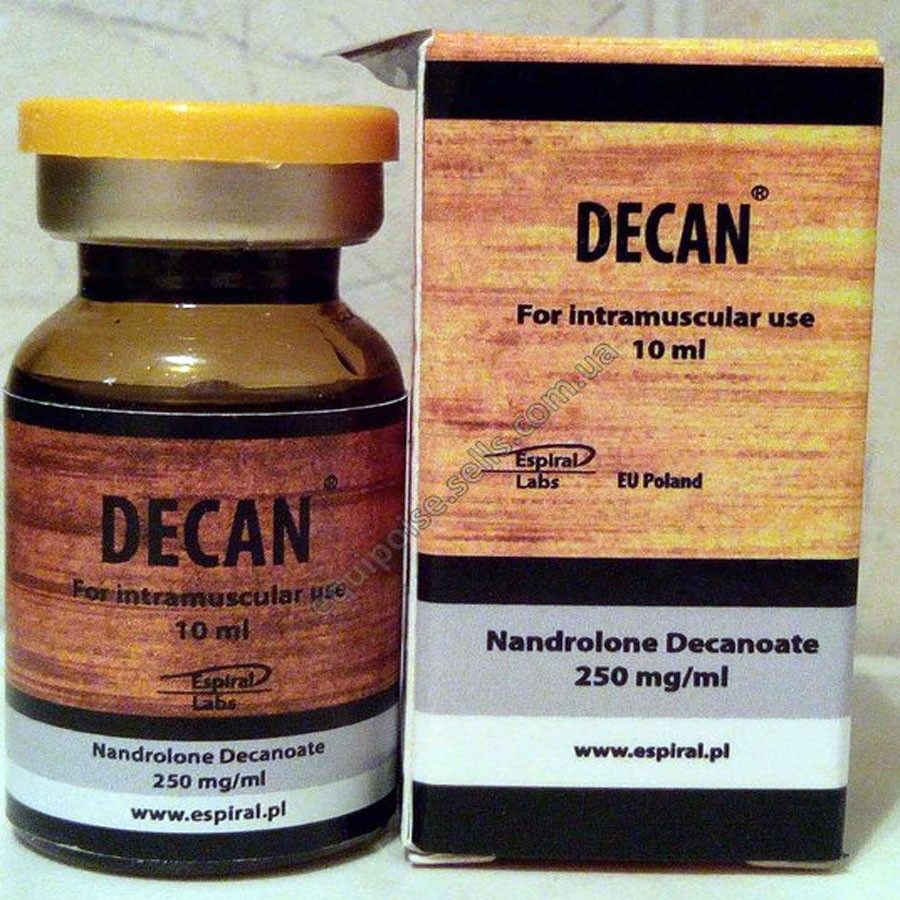 DECAN®
For intramuscular use
10 ml
Espiral
Labs
EU Poland
Nandrolone Decanoate
250 mg/ml
www.espiral.pl
DECAN®
For intramuscular use
10 ml
Espiral
Labs
Nandrolone Decanoate
250 mg/ml
www.espiral.pl
equipoise.sells.com.ua